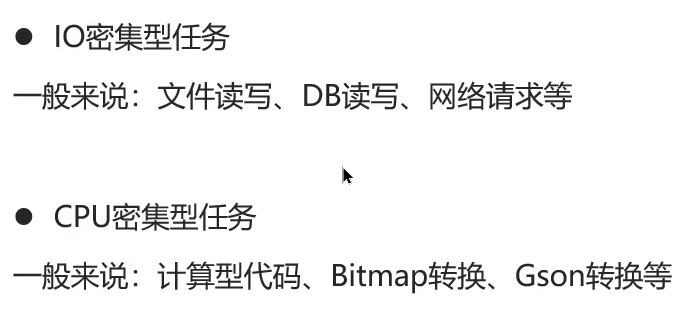 ● IO密集型任务
一般来说：文件读写、DB读写、网络请求等
● CPU密集型任务
一般来说：计算型代码、Bitmap转换、Gson转换等